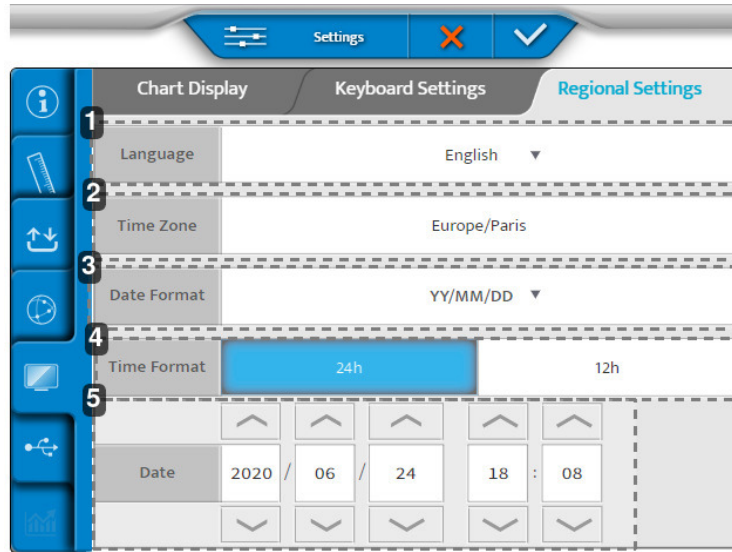 Settings
Chart Display Keyboard Settings Regional Settings
1
Language English
2
Time Zone Europe/Paris
3
Date Format YY/MM/DD
4
Time Format 24h 12h
5
Date 2020 / 06 / 24 18 : 08